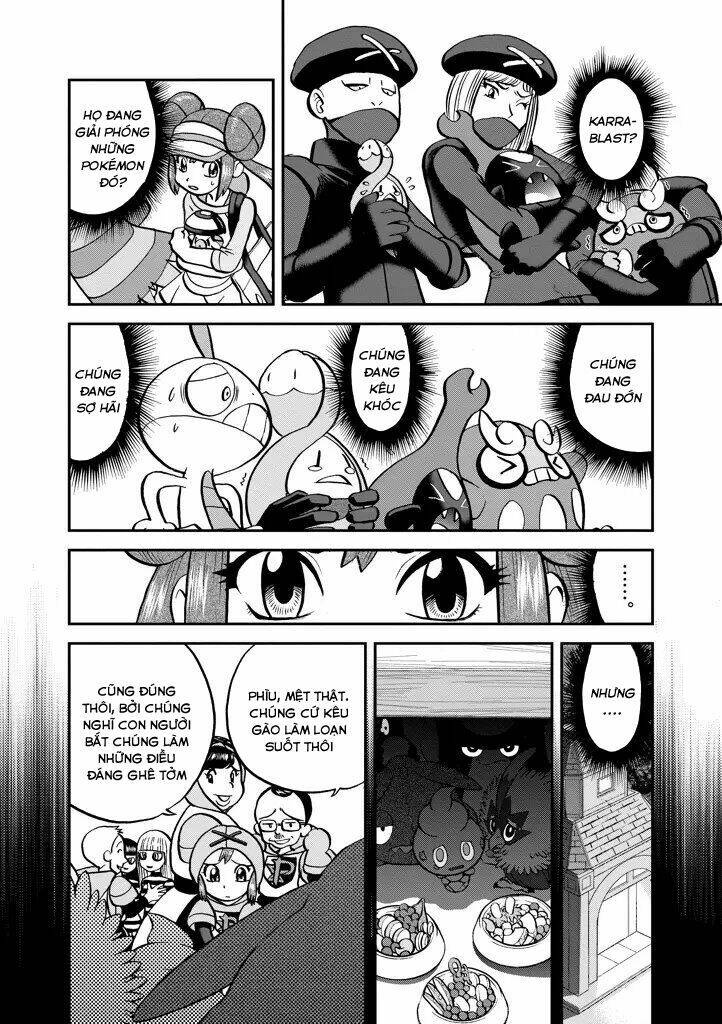 KARRA-
BLAST?
HỌ ĐANG
GIẢI PHÓNG
NHỮNG
POKÉMON
ĐÓ?
CHÚNG
ĐANG
ĐAU ĐỚN
CHÚNG
ĐANG
KÊU
KHÓC
CHÚNG
ĐANG
SỢ HÃI
......
NHƯNG
....
PHÌU, MỆT THẬT.
CHÚNG CỨ KÊU
GÀO LÀM LOẠN
SUỐT THÔI
CŨNG ĐÚNG
THÔI, BỞI CHÚNG
NGHĨ CON NGƯỜI
BẮT CHÚNG LÀM
NHỮNG ĐIỀU
ĐÁNG GHÊ TỞM
P